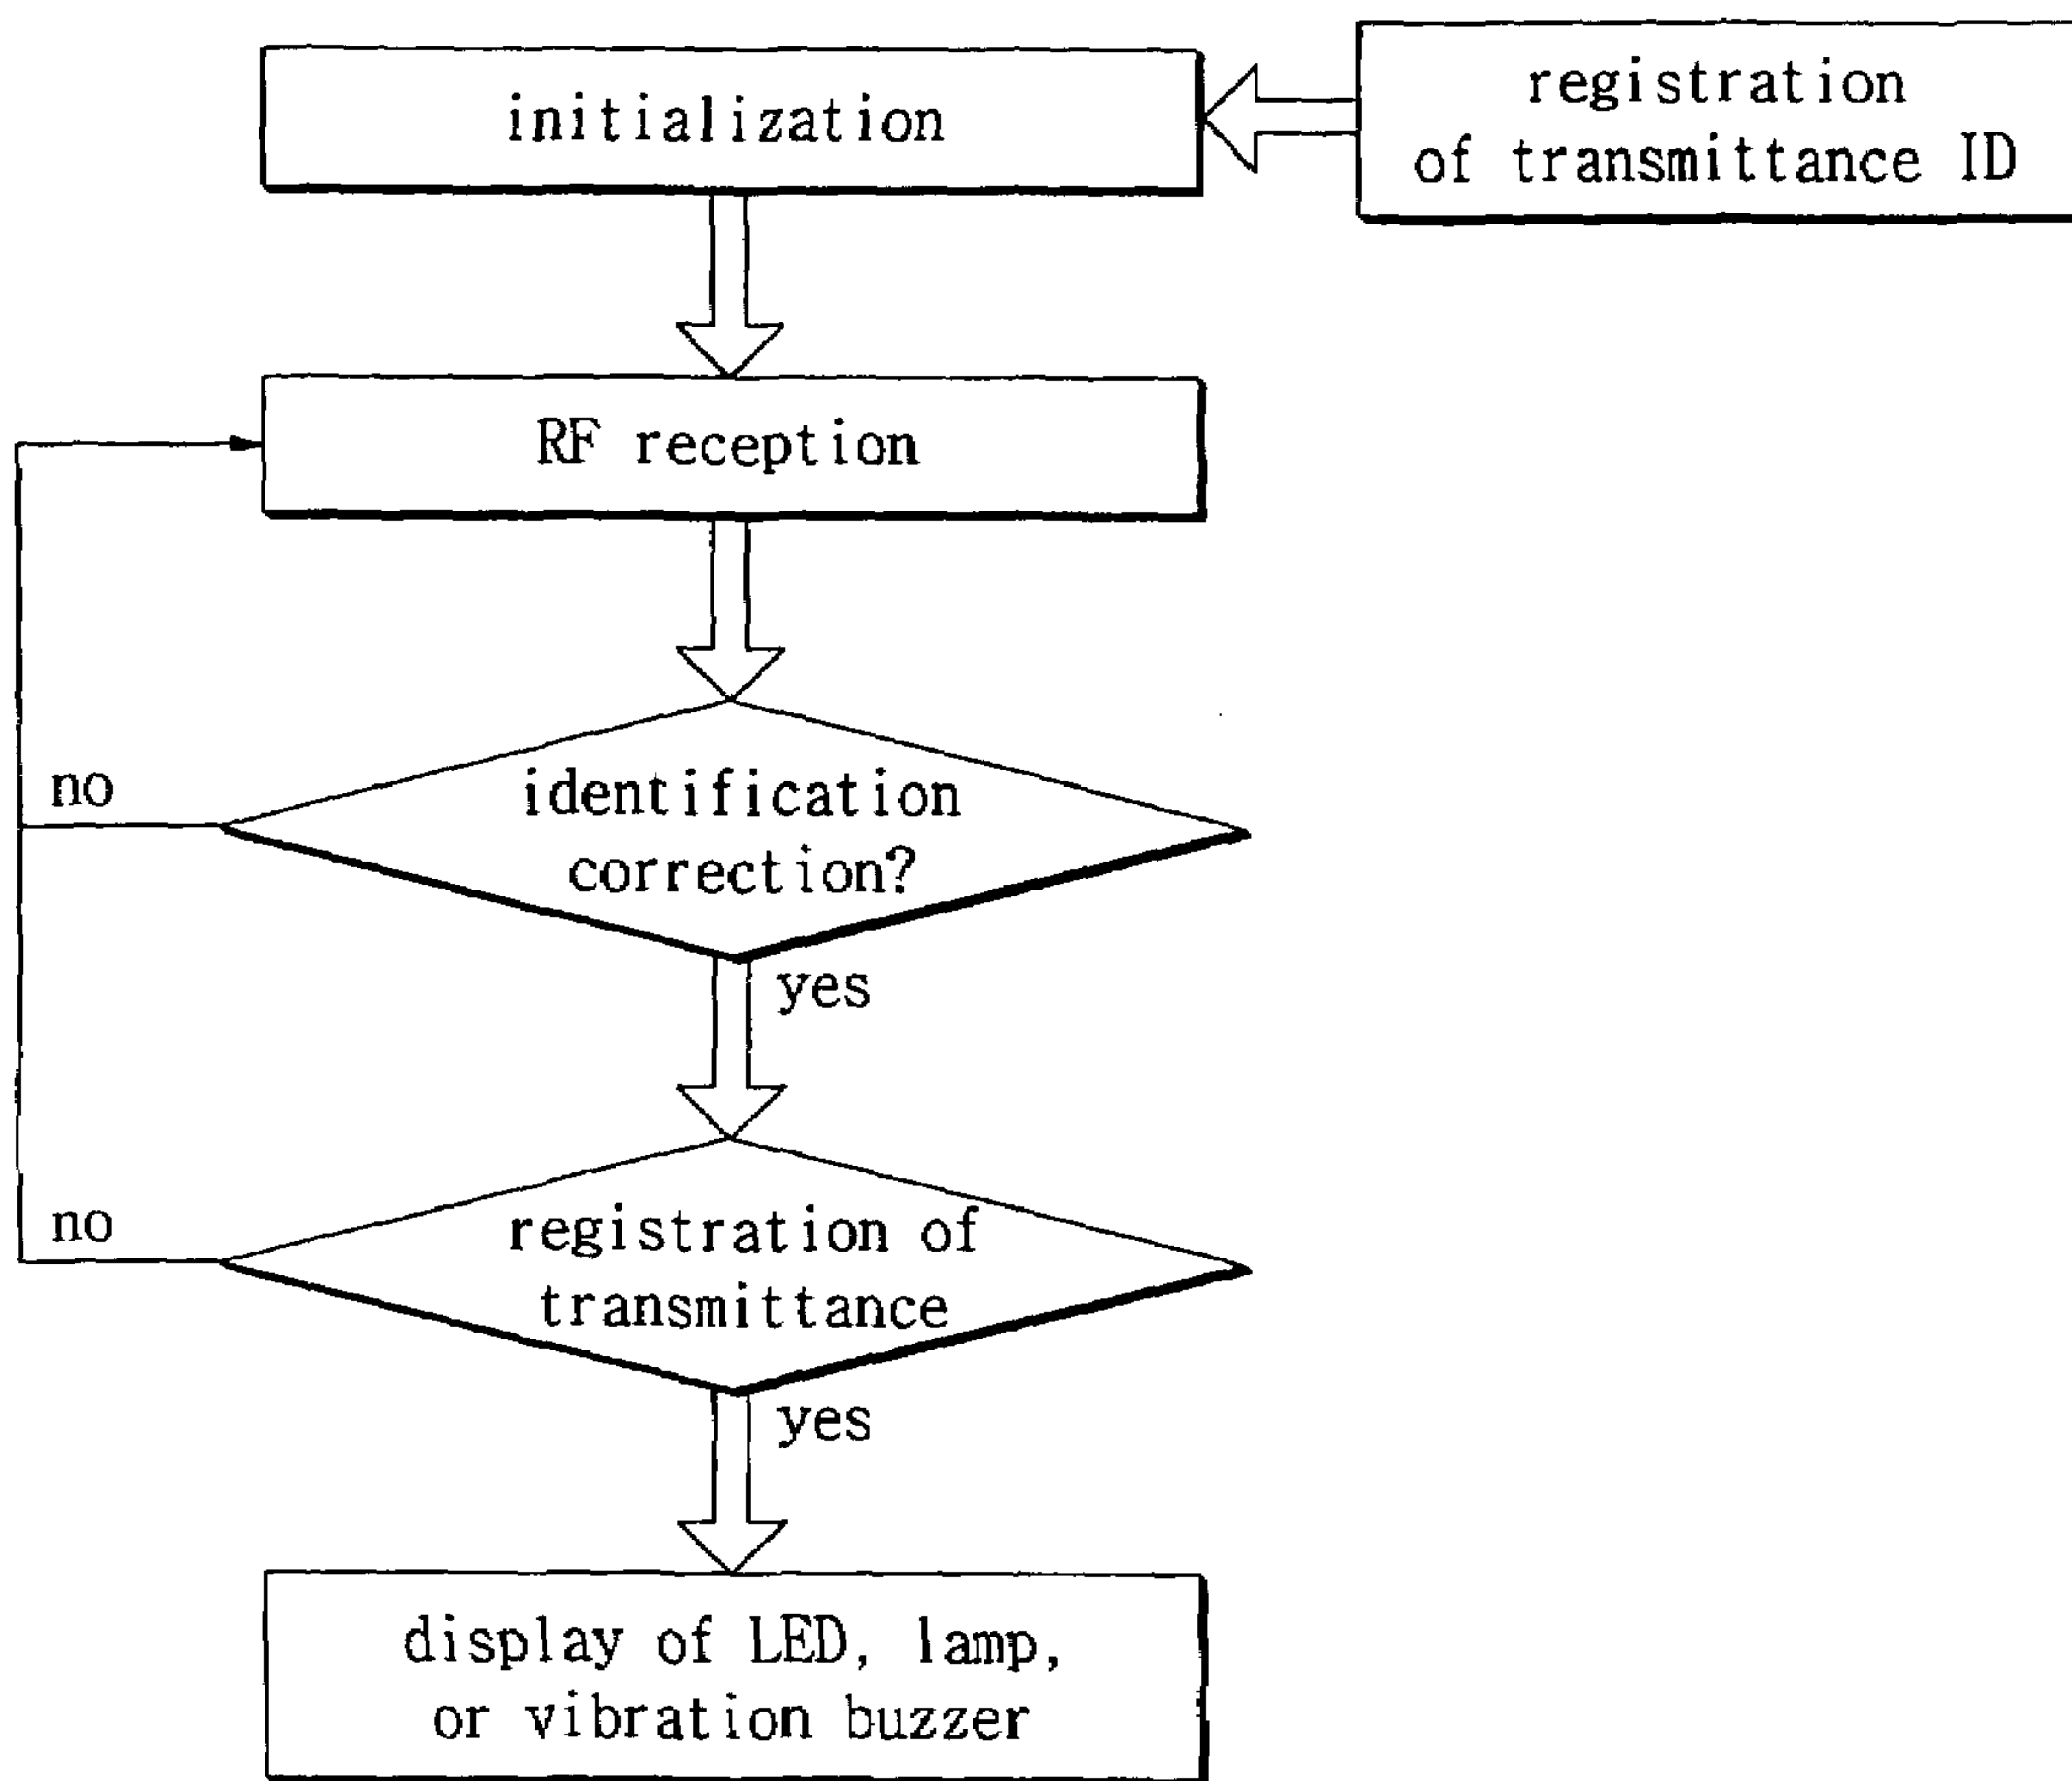 initialization
registration
of transmittance ID
RF reception
no
identification
correction?
yes
no
registration of
transmittance
yes
display of LED, lamp,
or vibration buzzer